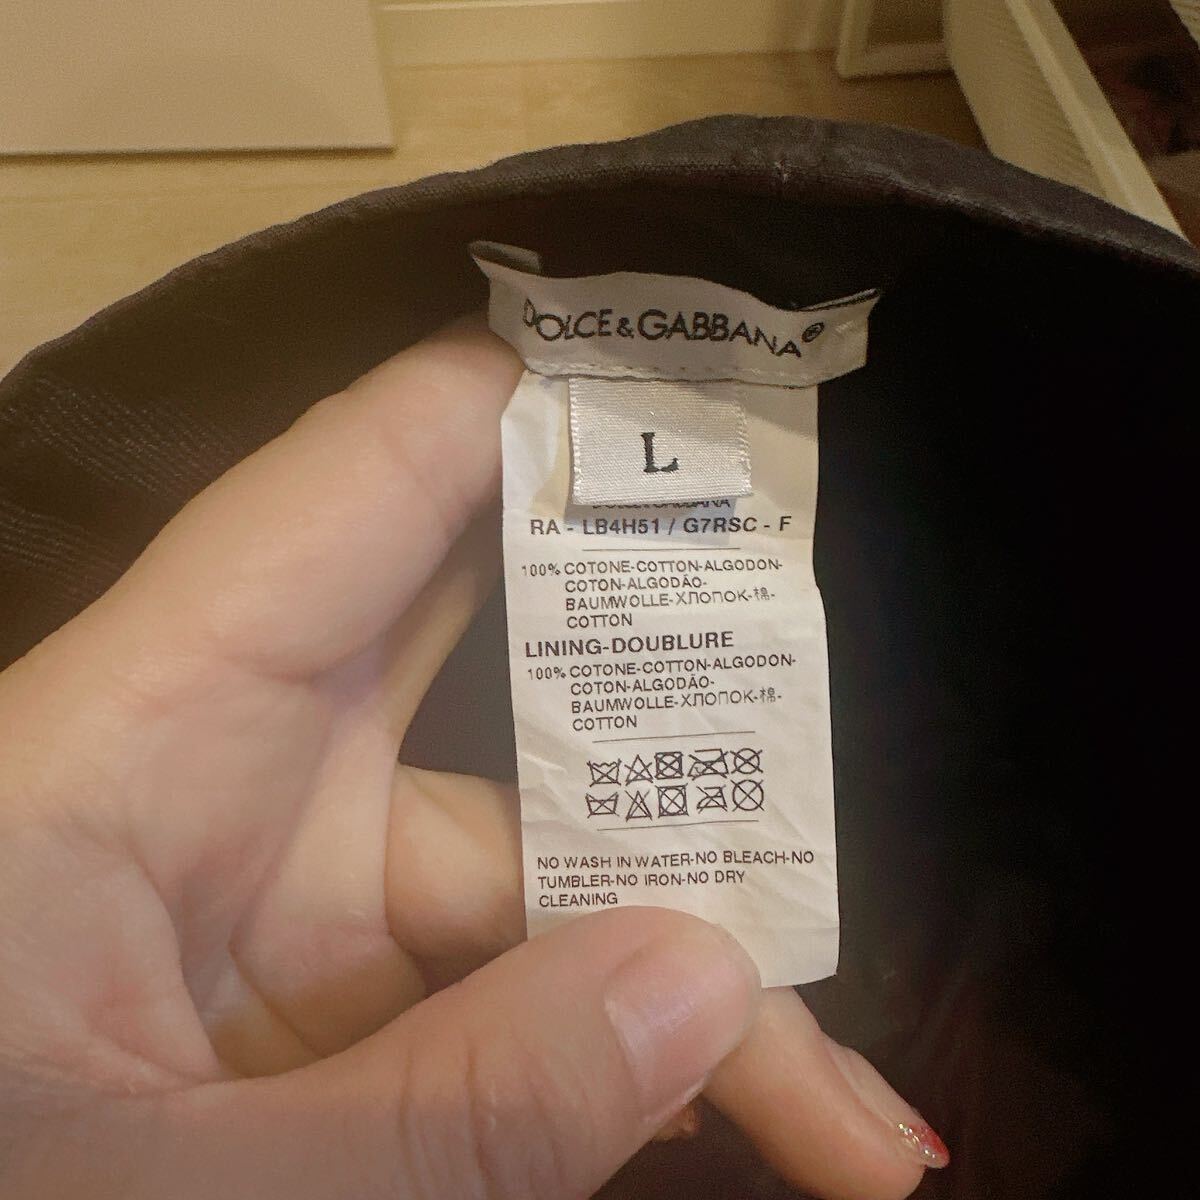 DOLCE&GABBANA®
L
DOLCE&GABBANA
RA - LB4H51 / G7RSC - F
100% COTONE-COTTON-ALGODON-
COTON-ALGODÃO-
BAUMWOLLE-ХЛОПОК-棉-
COTTON
LINING-DOUBLURE
100% COTONE-COTTON-ALGODON-
COTON-ALGODÃO-
BAUMWOLLE-ХЛОПОК-棉-
COTTON
NO WASH IN WATER-NO BLEACH-NO
TUMBLER-NO IRON-NO DRY
CLEANING